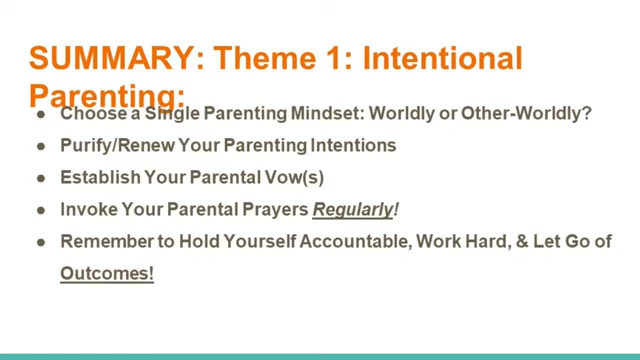 SUMMARY: Theme 1: Intentional
Parenting:
● Choose a Single Parenting Mindset: Worldly or Other-Worldly?
● Purify/Renew Your Parenting Intentions
● Establish Your Parental Vow(s)
● Invoke Your Parental Prayers Regularly!
● Remember to Hold Yourself Accountable, Work Hard, & Let Go of
Outcomes!